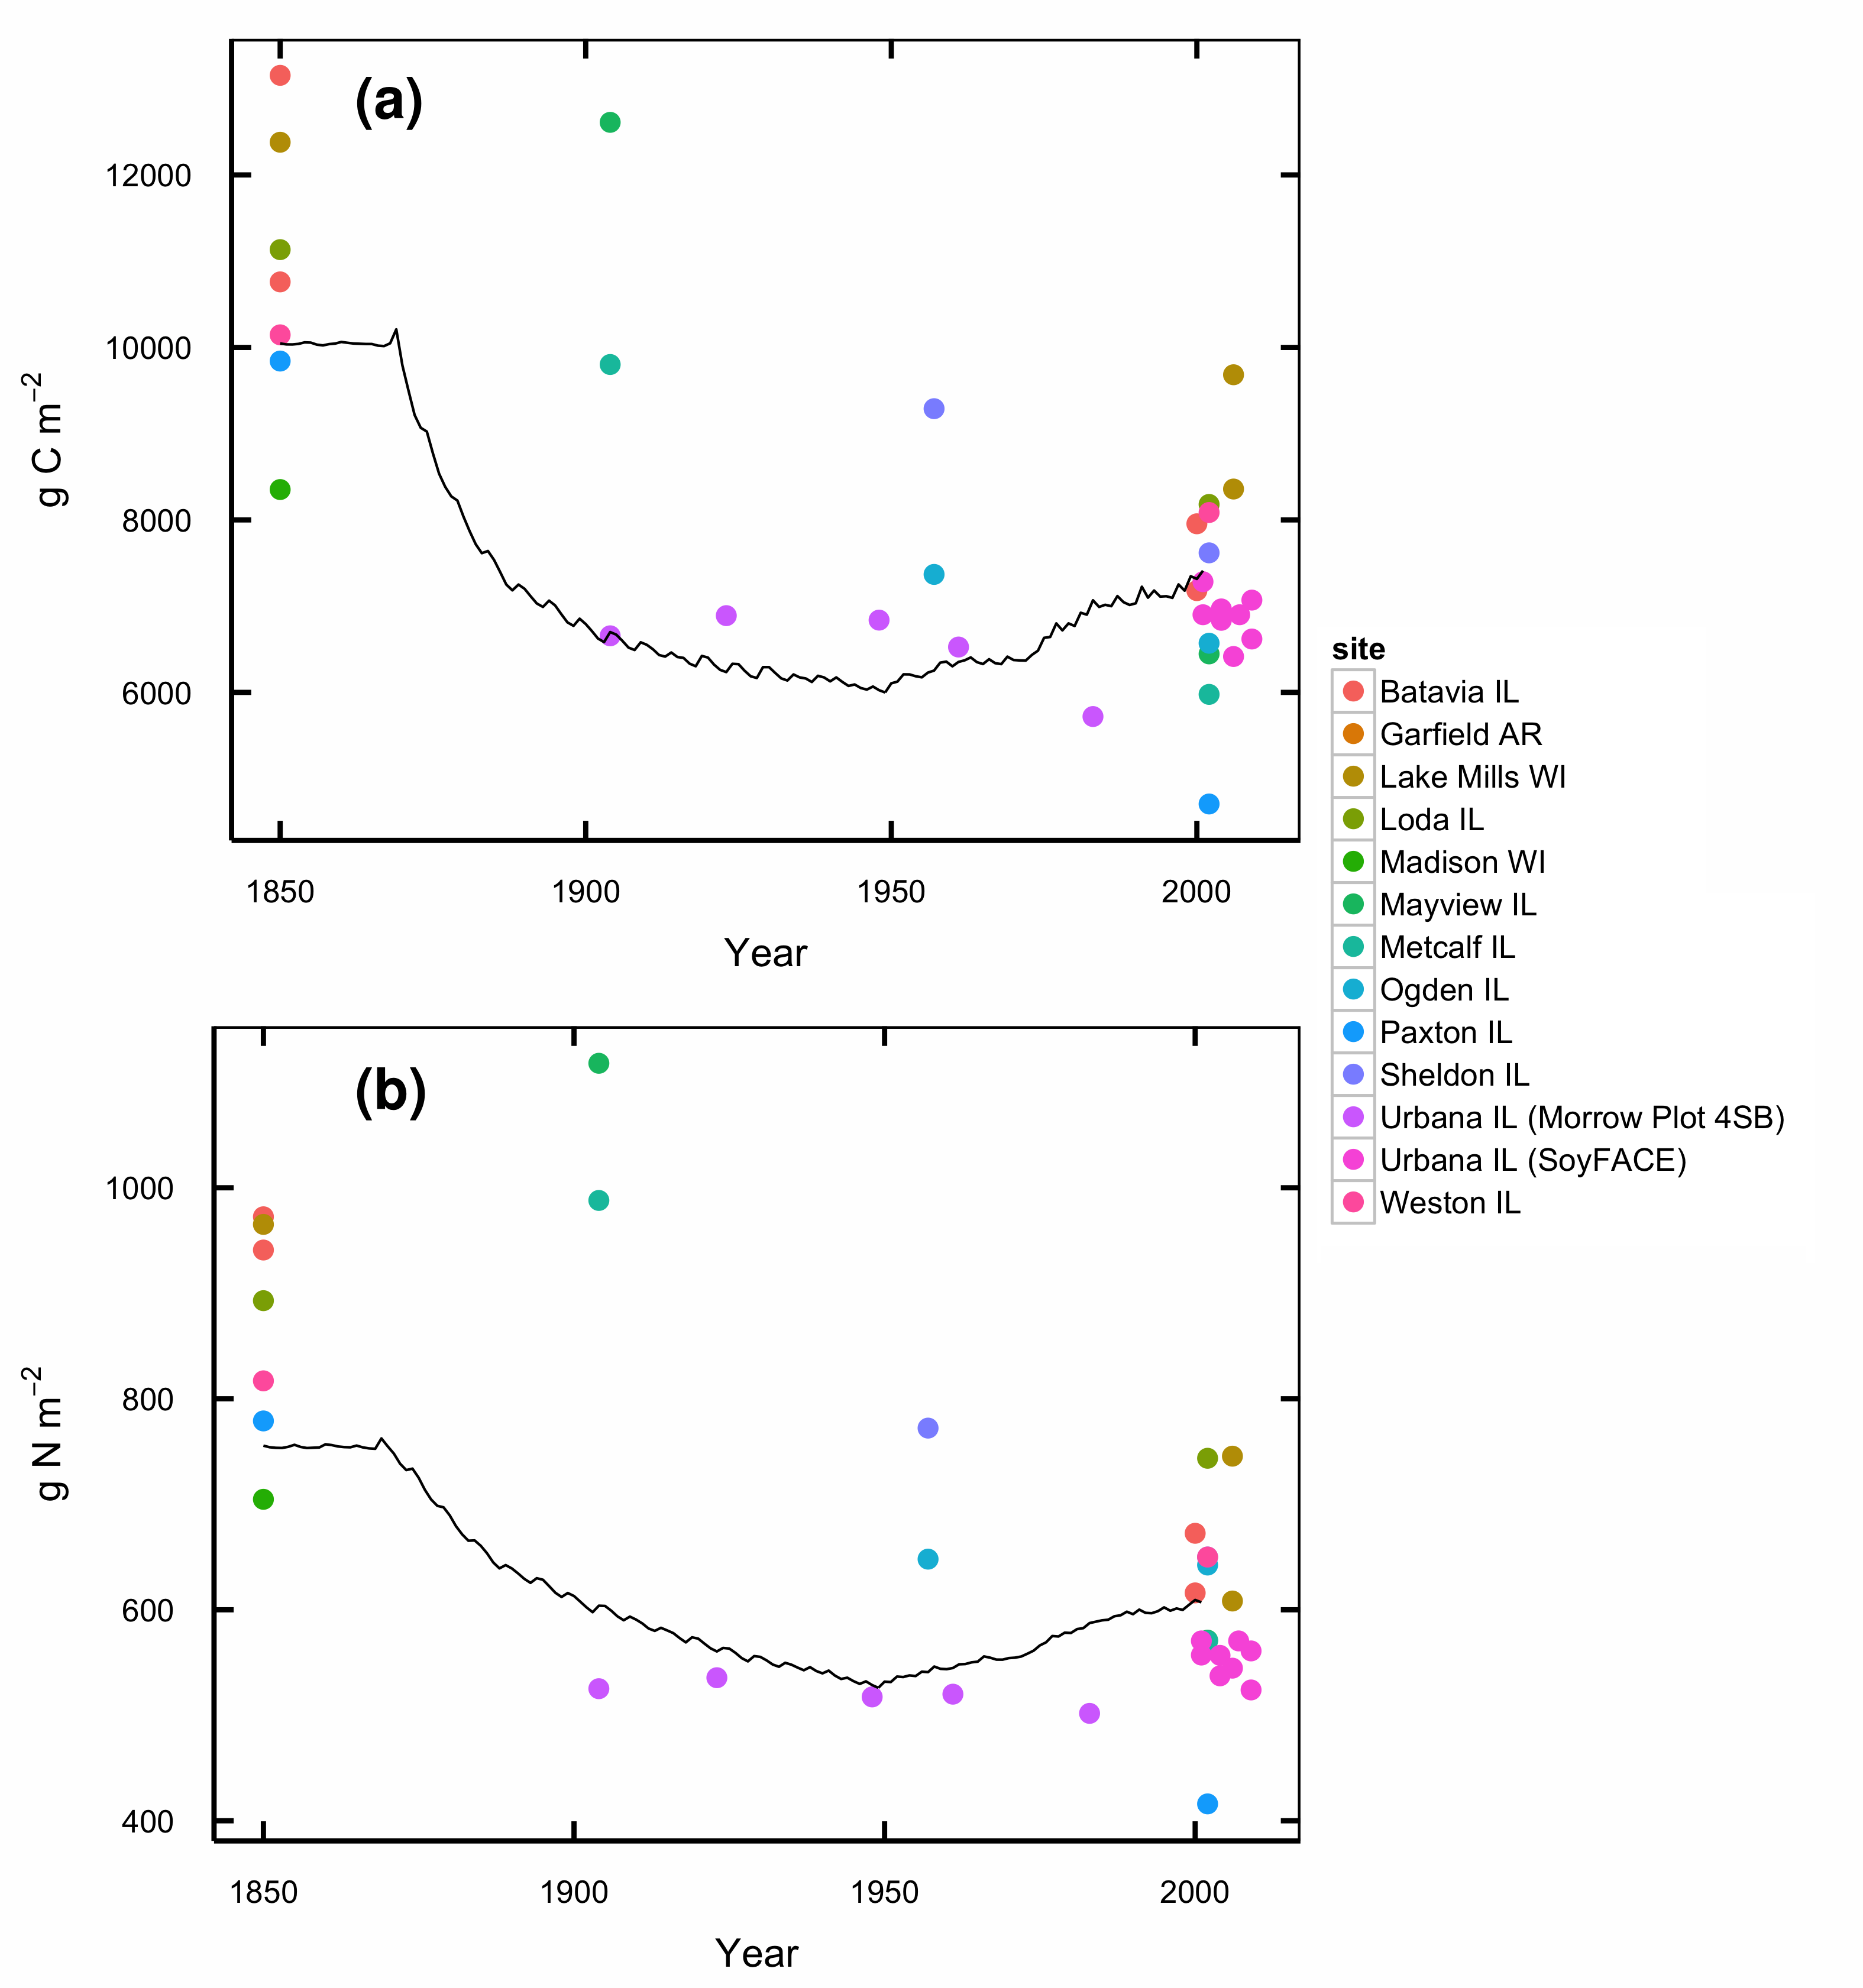 (a)
12000
10000
8000
6000
g C m⁻²
1850 1900 1950 2000
Year
site
Batavia IL
Garfield AR
Lake Mills WI
Loda IL
Madison WI
Mayview IL
Metcalf IL
Ogden IL
Paxton IL
Sheldon IL
Urbana IL (Morrow Plot 4SB)
Urbana IL (SoyFACE)
Weston IL
(b)
1000
800
600
400
g N m⁻²
1850 1900 1950 2000
Year